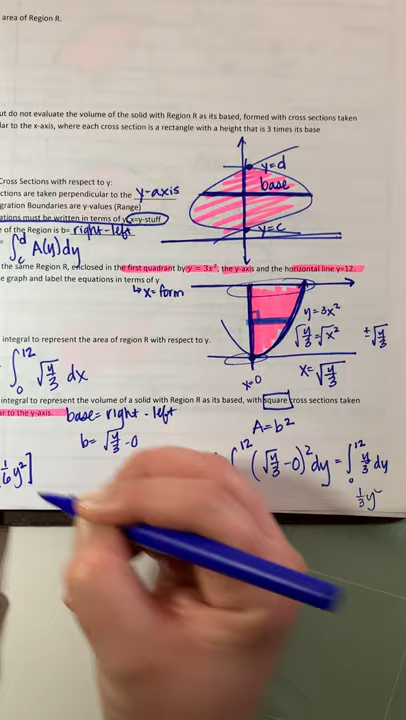 area of Region R.
ut do not evaluate the volume of the solid with Region R as its based, formed with cross sections taken
lar to the x-axis, where each cross section is a rectangle with a height that is 3 times its base
y=d
base
y=c
Cross Sections with respect to y:
ctions are taken perpendicular to the y-axis
gration Boundaries are y-values (Range)
ations must be written in terms of y x=y-stuff
e of the Region is b= right-left
= ∫_c^d A(y)dy
the same Region R, enclosed in the first quadrant by y = 3x², the y-axis and the horizontal line y=12.
e graph and label the equations in terms of y
↳ x= form
y=3x²
√(y/3)=√x² ±√(y/3)
x=0
x=√(y/3)
integral to represent the area of region R with respect to y.
∫_0^12 √(y/3) dx
integral to represent the volume of a solid with Region R as its based, with square cross sections taken
ar to the y-axis. base= right - left
b= √(y/3) -0
A=b²
∫^12 (√(y/3) -0)² dy = ∫_0^12 y/3 dy
1/6 y²]
1/3 y²